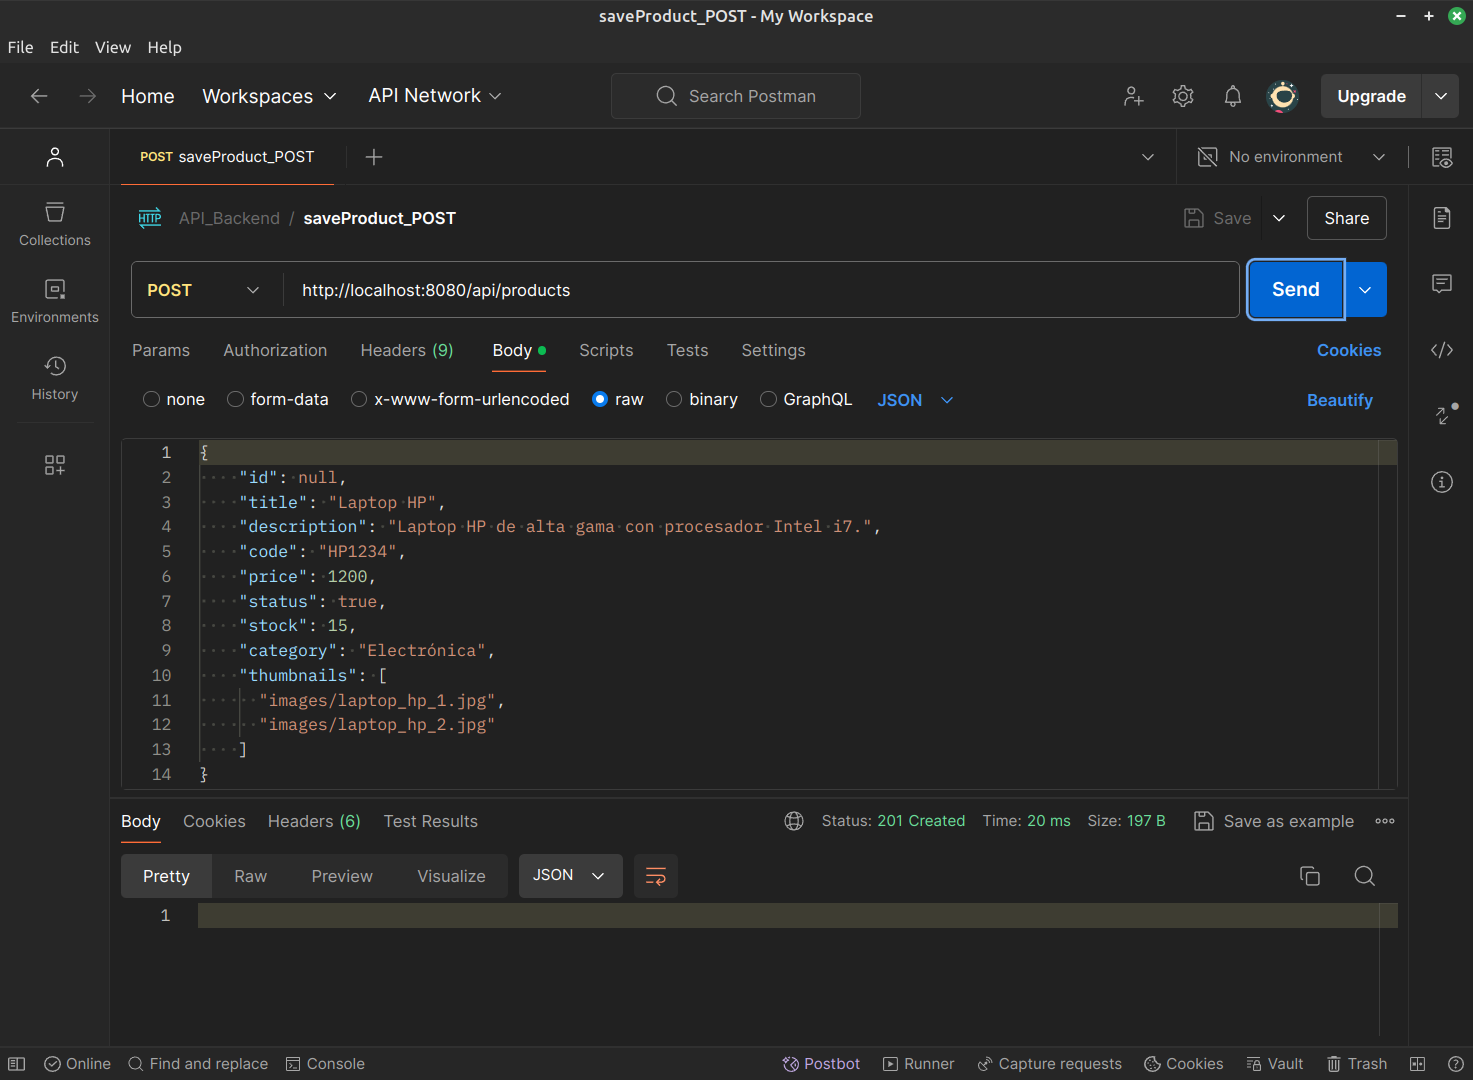 saveProduct_POST - My Workspace
File Edit View Help
Home Workspaces API Network Search Postman Upgrade
POST saveProduct_POST No environment
HTTP API_Backend / saveProduct_POST Save Share
Collections
Environments
History
POST http://localhost:8080/api/products Send
Params Authorization Headers (9) Body Scripts Tests Settings Cookies
none form-data x-www-form-urlencoded raw binary GraphQL JSON Beautify
1 {
2 "id": null,
3 "title": "Laptop HP",
4 "description": "Laptop HP de alta gama con procesador Intel i7.",
5 "code": "HP1234",
6 "price": 1200,
7 "status": true,
8 "stock": 15,
9 "category": "Electrónica",
10 "thumbnails": [
11 "images/laptop_hp_1.jpg",
12 "images/laptop_hp_2.jpg"
13 ]
14 }
Body Cookies Headers (6) Test Results Status: 201 Created Time: 20 ms Size: 197 B Save as example
Pretty Raw Preview Visualize JSON
1
Online Find and replace Console Postbot Runner Capture requests Cookies Vault Trash